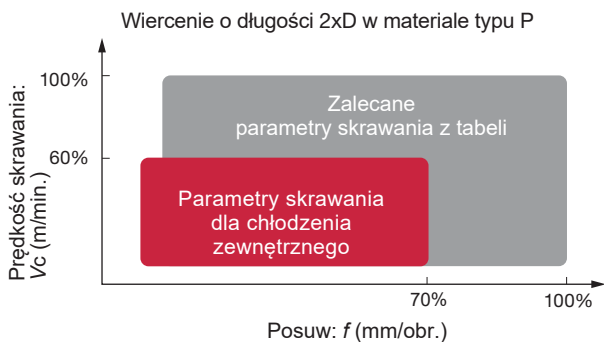 Wiercenie o długości 2xD w materiale typu P
Prędkość skrawania:
Vc (m/min.)
100%
60%
Zalecane
parametry skrawania z tabeli
Parametry skrawania
dla chłodzenia
zewnętrznego
70%
100%
Posuw: f (mm/obr.)